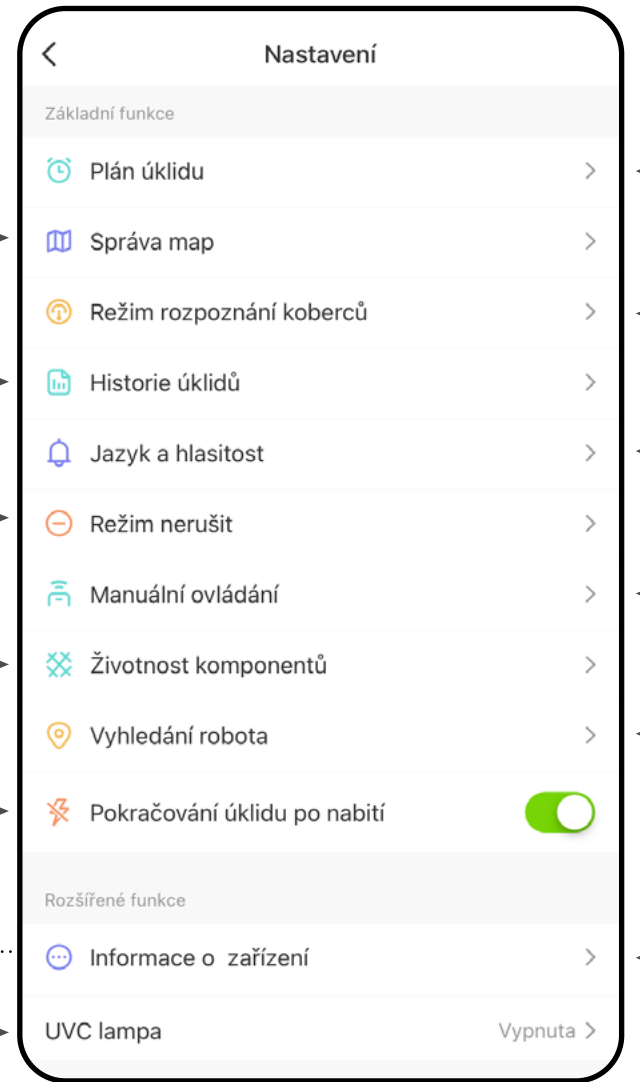 Nastavení
Základní funkce
Plán úklidu
Správa map
Režim rozpoznání koberců
Historie úklidů
Jazyk a hlasitost
Režim nerušit
Manuální ovládání
Životnost komponentů
Vyhledání robota
Pokračování úklidu po nabití
Rozšířené funkce
Informace o zařízení
UVC lampa Vypnuta